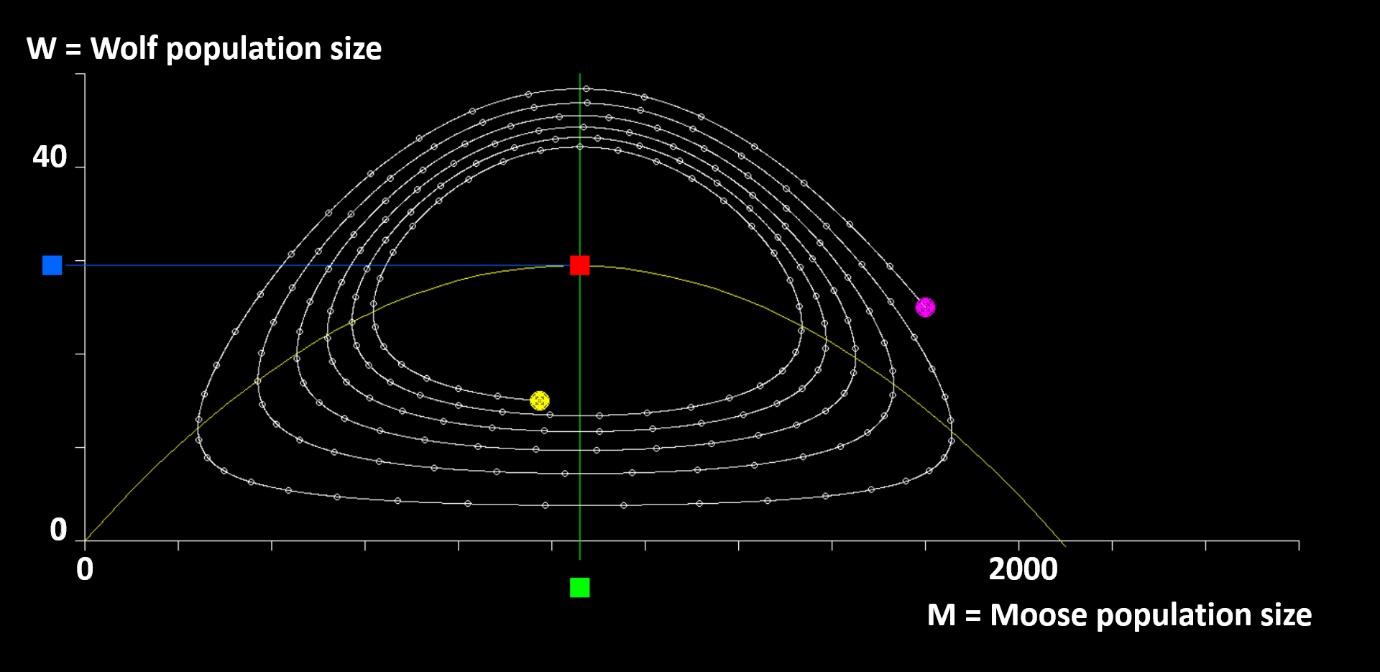 W = Wolf population size
40
0
0
2000
M = Moose population size